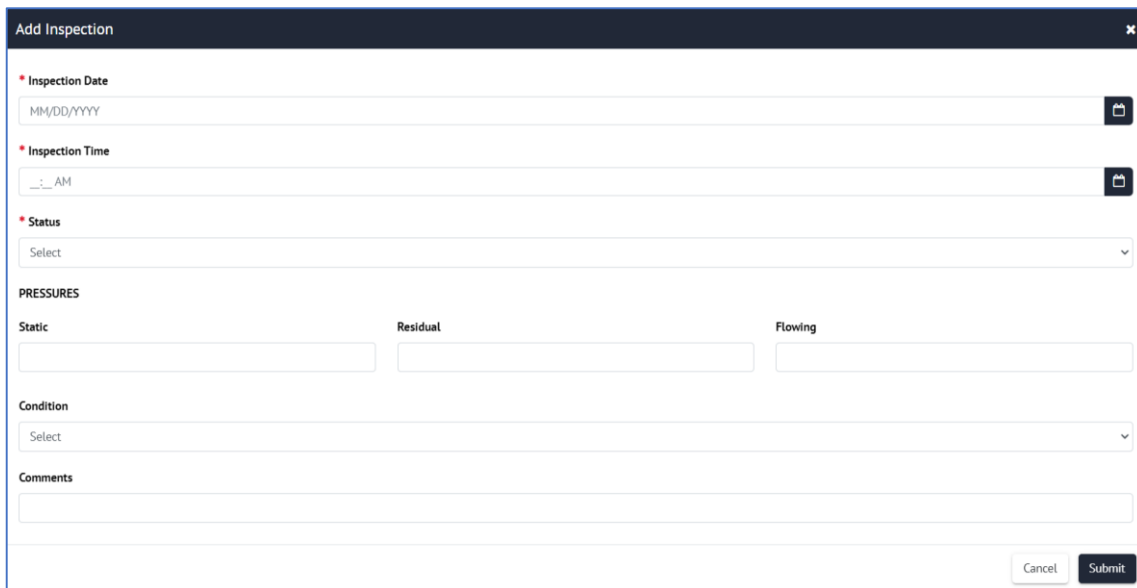 Add Inspection
* Inspection Date
MM/DD/YYYY
* Inspection Time
__:__ AM
* Status
Select
PRESSURES
Static Residual Flowing
Condition
Select
Comments
Cancel Submit